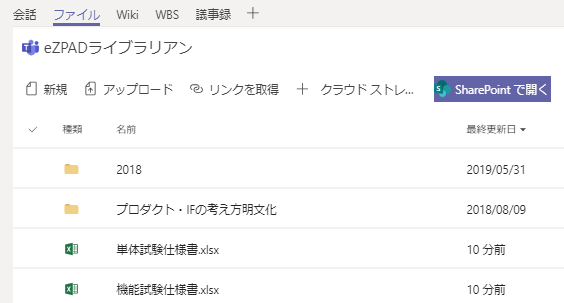 会話 ファイル Wiki WBS 議事録 +
eZPADライブラリアン
新規 アップロード リンクを取得 + クラウド ストレ... SharePoint で開く
種類 名前 最終更新日
2018 2019/05/31
プロダクト・IFの考え方明文化 2018/08/09
単体試験仕様書.xlsx 10 分前
機能試験仕様書.xlsx 10 分前